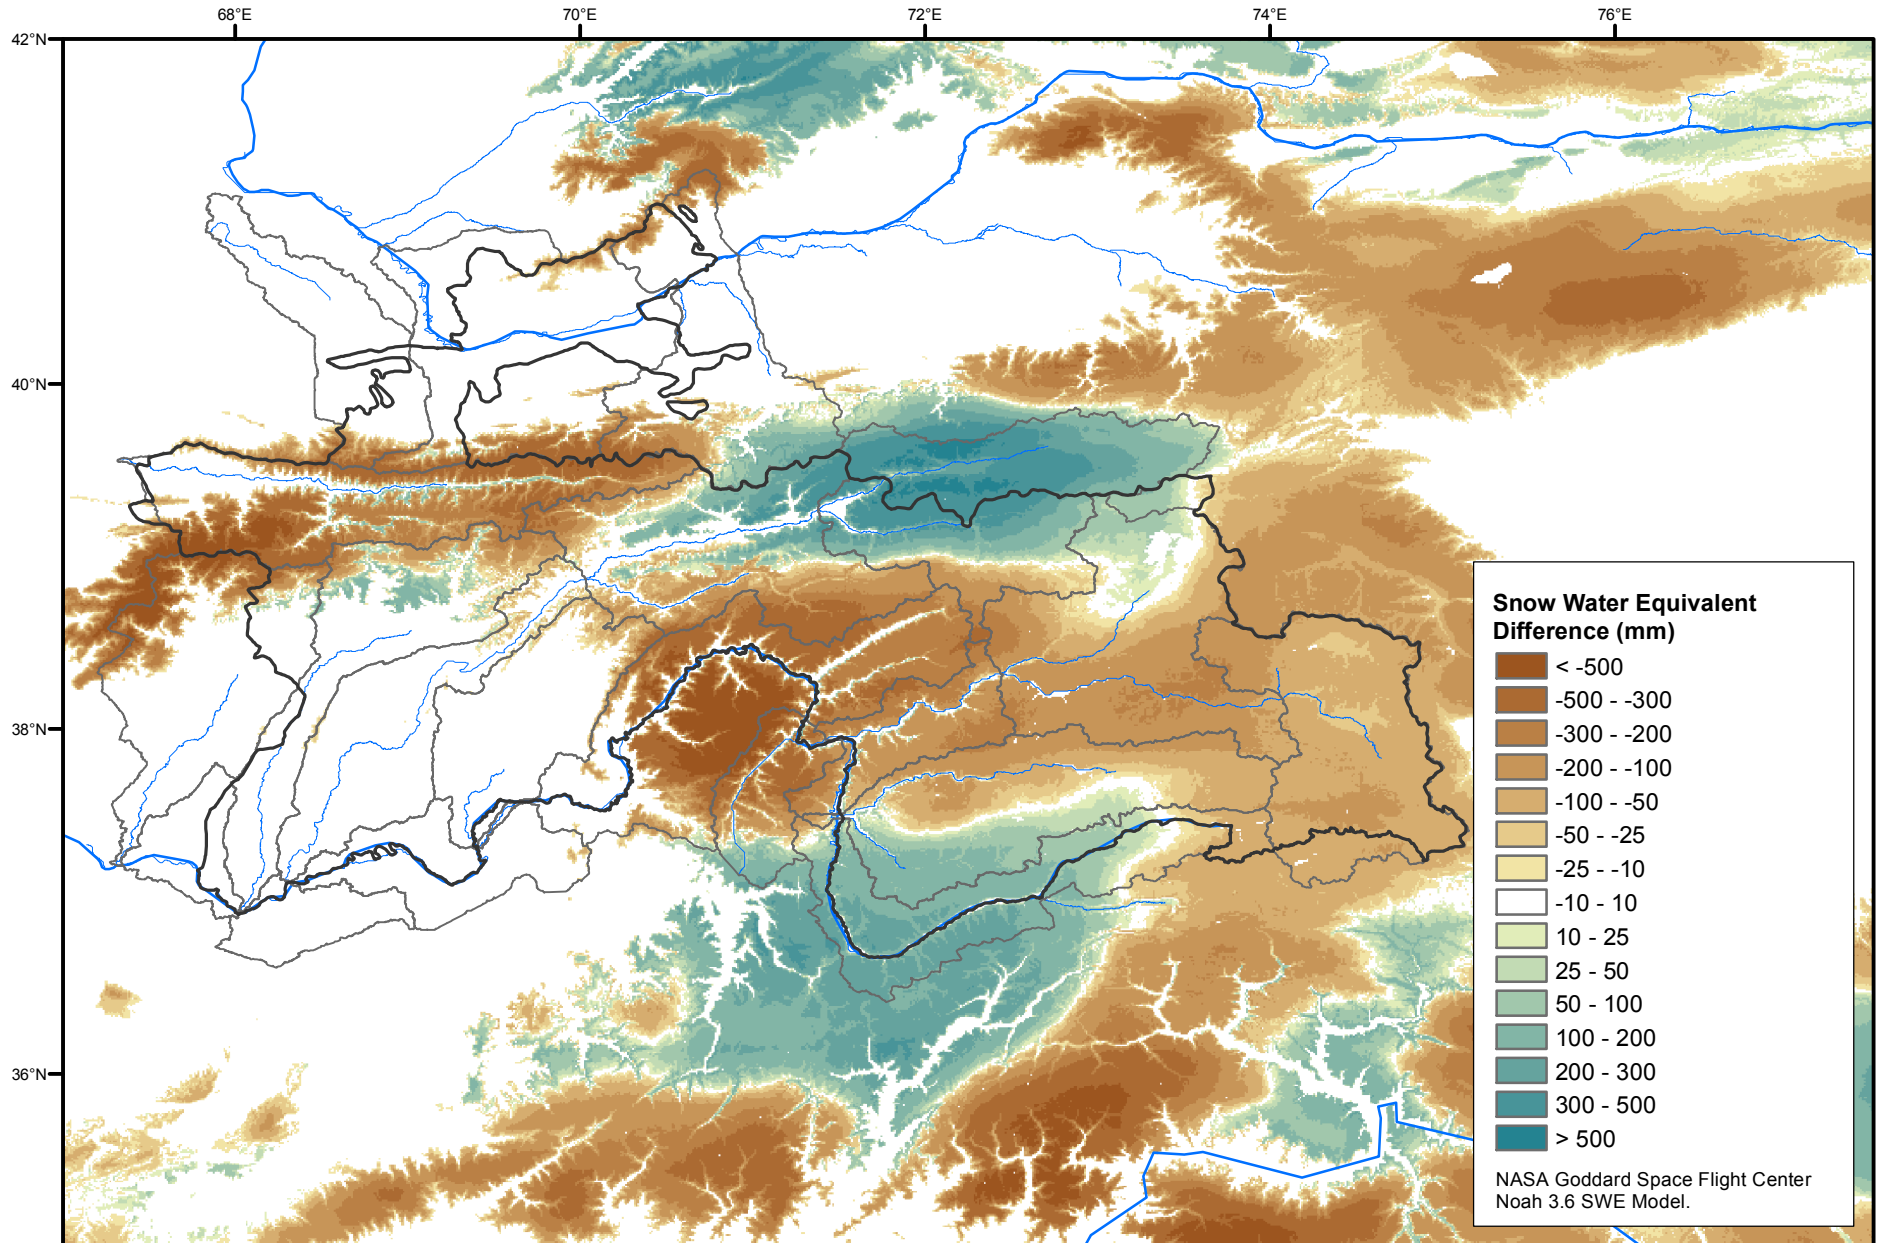 68°E 70°E 72°E 74°E 76°E
42°N
40°N
38°N
36°N
Snow Water Equivalent
Difference (mm)
< -500
-500 - -300
-300 - -200
-200 - -100
-100 - -50
-50 - -25
-25 - -10
-10 - 10
10 - 25
25 - 50
50 - 100
100 - 200
200 - 300
300 - 500
> 500
NASA Goddard Space Flight Center
Noah 3.6 SWE Model.